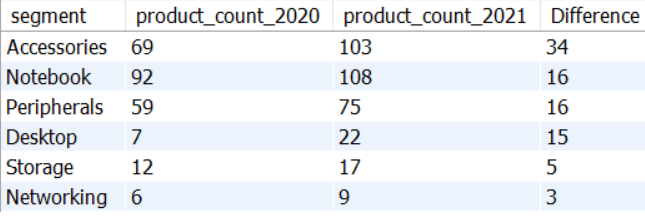 segment product_count_2020 product_count_2021 Difference
Accessories 69 103 34
Notebook 92 108 16
Peripherals 59 75 16
Desktop 7 22 15
Storage 12 17 5
Networking 6 9 3